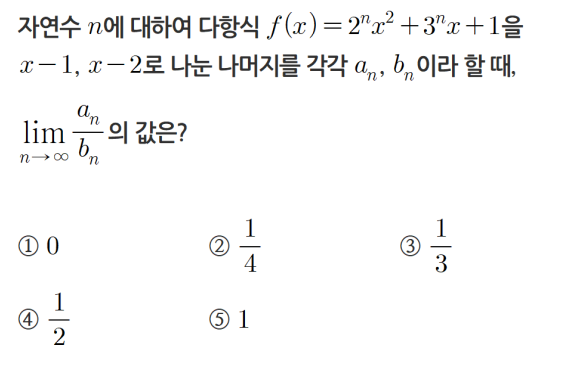 자연수 $n$에 대하여 다항식 $f(x)=2^n x^2+3^n x+1$을
$x-1$, $x-2$로 나눈 나머지를 각각 $a_n$, $b_n$이라 할 때,
$\lim_{n \to \infty} \frac{a_n}{b_n}$의 값은?
① $0$ ② $\frac{1}{4}$ ③ $\frac{1}{3}$
④ $\frac{1}{2}$ ⑤ $1$